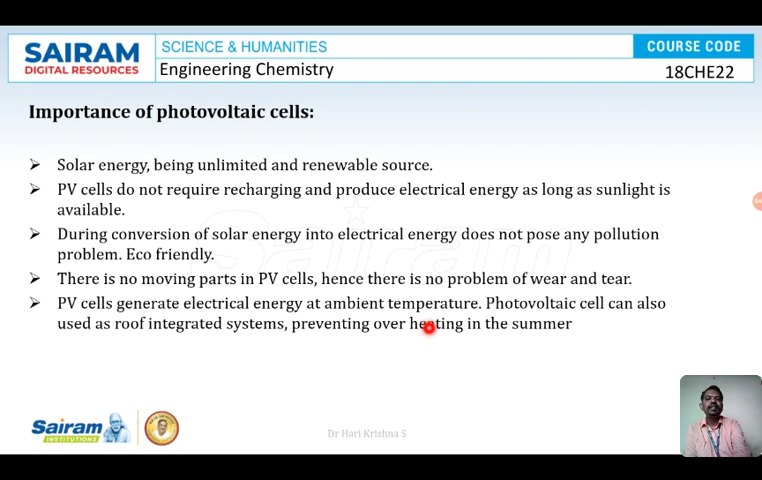 SAIRAM
DIGITAL RESOURCES
SCIENCE & HUMANITIES
Engineering Chemistry
COURSE CODE
18CHE22
Importance of photovoltaic cells:
➢ Solar energy, being unlimited and renewable source.
➢ PV cells do not require recharging and produce electrical energy as long as sunlight is
available.
➢ During conversion of solar energy into electrical energy does not pose any pollution
problem. Eco friendly.
➢ There is no moving parts in PV cells, hence there is no problem of wear and tear.
➢ PV cells generate electrical energy at ambient temperature. Photovoltaic cell can also
used as roof integrated systems, preventing over heating in the summer
Sairam
Sairam
INSTITUTIONS
Dr Hari Krishna S